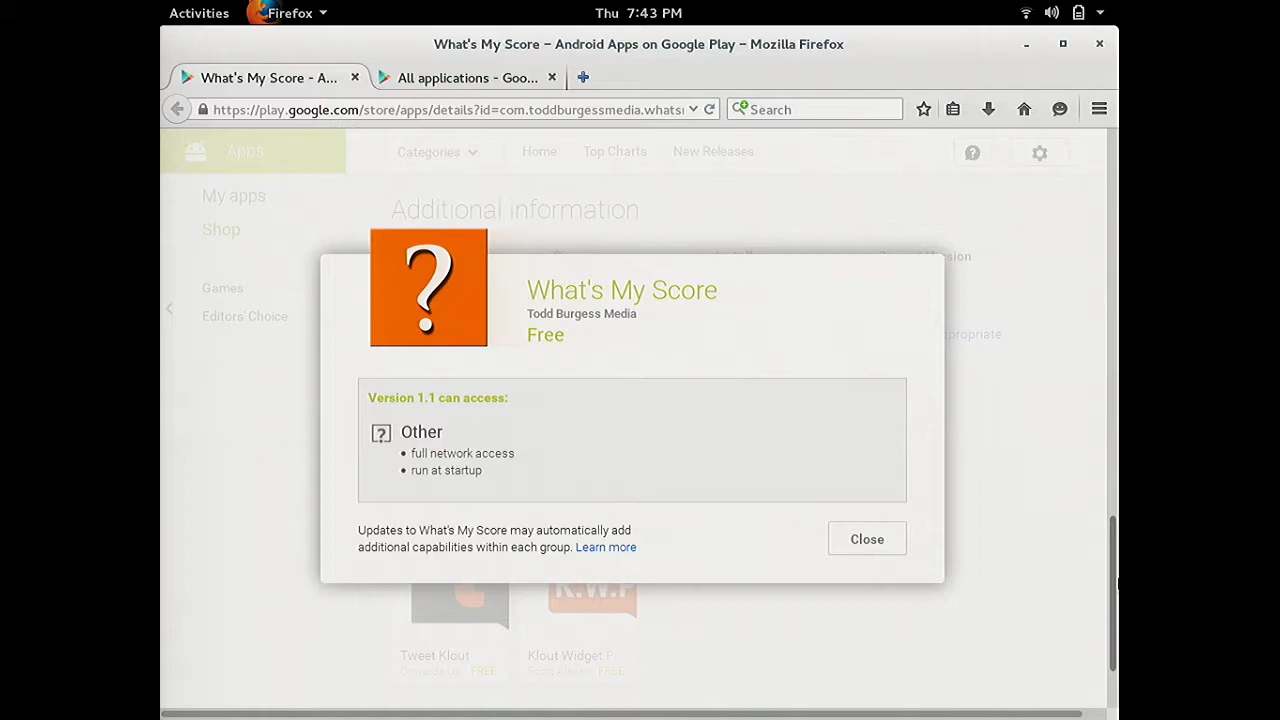 Activities
Firefox
Thu 7:43 PM
What's My Score – Android Apps on Google Play – Mozilla Firefox
What's My Score - A...
All applications - Goo...
https://play.google.com/store/apps/details?id=com.toddburgessmedia.whats
Search
Apps
Categories
Home
Top Charts
New Releases
My apps
Shop
Games
Editors' Choice
Additional information
?
What's My Score
Todd Burgess Media
Free
Version 1.1 can access:
? Other
• full network access
• run at startup
Updates to What's My Score may automatically add
additional capabilities within each group. Learn more
Close
K.W.P
Tweet Klout
FREE
Klout Widget
FREE